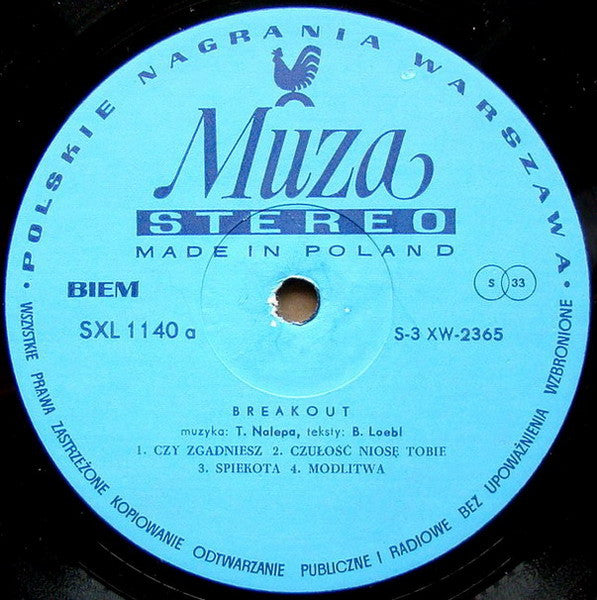 · POLSKIE NAGRANIA WARSZAWA ·
Muza
STEREO
MADE IN POLAND
BIEM
S 33
SXL 1140 a
S-3 XW-2365
BREAKOUT
muzyka: T. Nalepa, teksty: B. Loebl
1. CZY ZGADNIESZ 2. CZUŁOŚĆ NIOSĘ TOBIE
3. SPIEKOTA 4. MODLITWA
WSZYSTKIE PRAWA ZASTRZEŻONE KOPIOWANIE ODTWARZANIE PUBLICZNE I RADIOWE BEZ UPOWAŻNIENIA WZBRONIONE